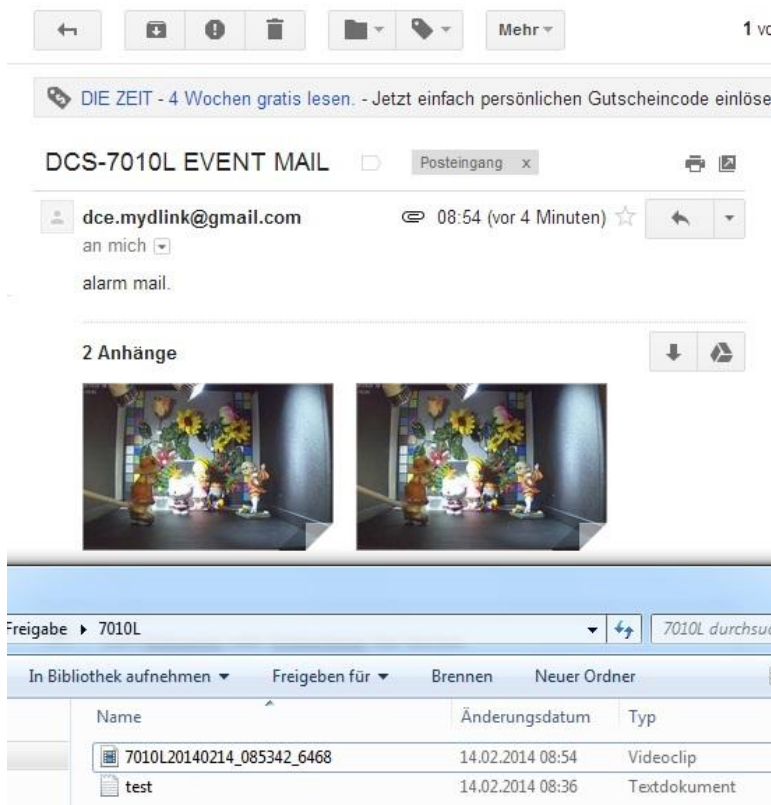 Mehr
1 vo
DIE ZEIT - 4 Wochen gratis lesen. - Jetzt einfach persönlichen Gutscheincode einlöse
DCS-7010L EVENT MAIL
Posteingang x
dce.mydlink@gmail.com
08:54 (vor 4 Minuten)
an mich
alarm mail.
2 Anhänge
Freigabe ▸ 7010L
7010L durchsuc
In Bibliothek aufnehmen
Freigeben für
Brennen
Neuer Ordner
Name
Änderungsdatum
Typ
7010L20140214_085342_6468
14.02.2014 08:54
Videoclip
test
14.02.2014 08:36
Textdokument